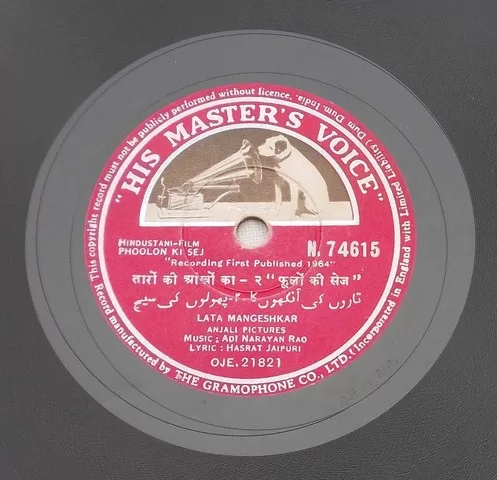 This copyright record must not be publicly performed without licence.
"HIS MASTER'S VOICE"
HINDUSTANI-FILM
PHOOLON KI SEJ
N. 74615
"Recording First Published 1964"
तारों की आंखों का - २ "फूलों की सेज"
تاروں کی آنکھوں کا ۲- پھولوں کی سیج
LATA MANGESHKAR
ANJALI PICTURES
MUSIC ; ADI NARAYAN RAO
LYRIC : HASRAT JAIPURI
OJE. 21821
Record manufactured by THE GRAMOPHONE CO., LTD. (Incorporated in England with Limited Liability) Dum Dum, India.